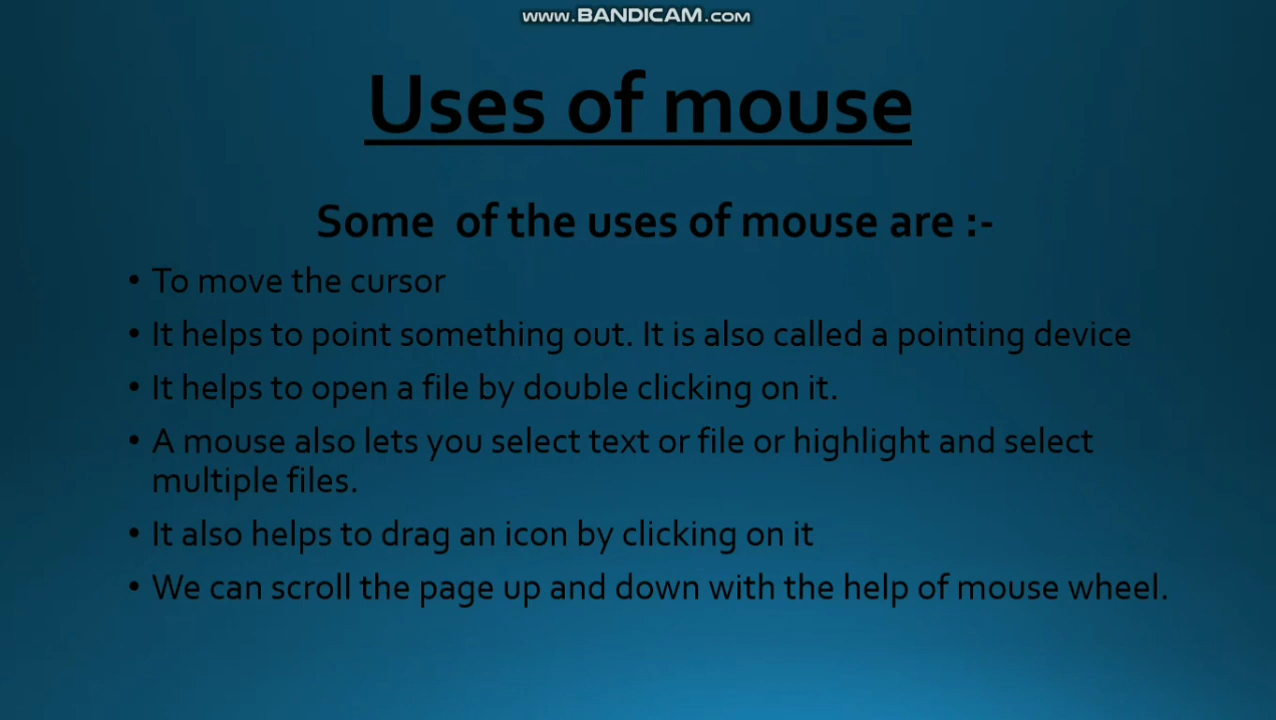 www.BANDICAM.com
Uses of mouse
Some of the uses of mouse are :-
• To move the cursor
• It helps to point something out. It is also called a pointing device
• It helps to open a file by double clicking on it.
• A mouse also lets you select text or file or highlight and select
multiple files.
• It also helps to drag an icon by clicking on it
• We can scroll the page up and down with the help of mouse wheel.